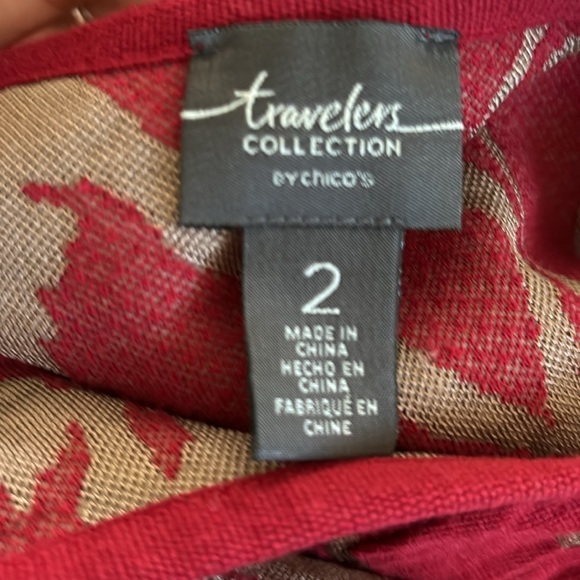 travelers
COLLECTION
BY CHICO'S
2
MADE IN
CHINA
HECHO EN
CHINA
FABRIQUÉ EN
CHINE